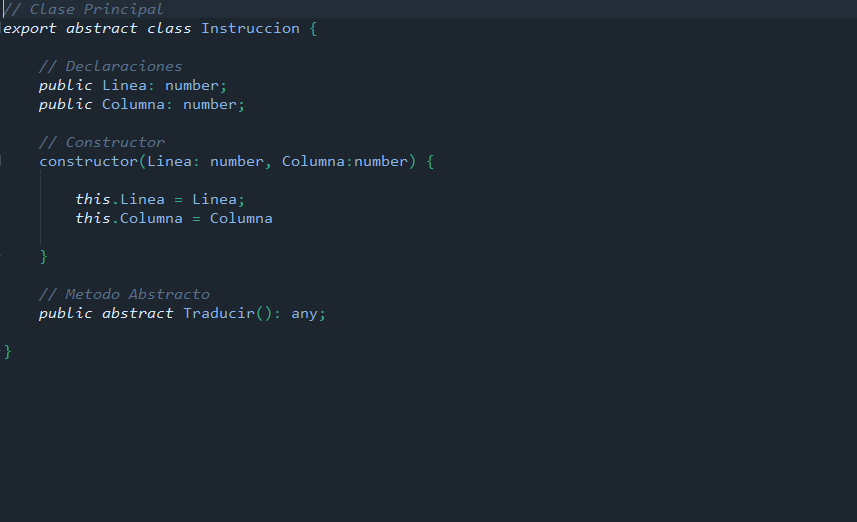 // Clase Principal
export abstract class Instruccion {
// Declaraciones
public Linea: number;
public Columna: number;
// Constructor
constructor(Linea: number, Columna:number) {
this.Linea = Linea;
this.Columna = Columna
}
// Metodo Abstracto
public abstract Traducir(): any;
}